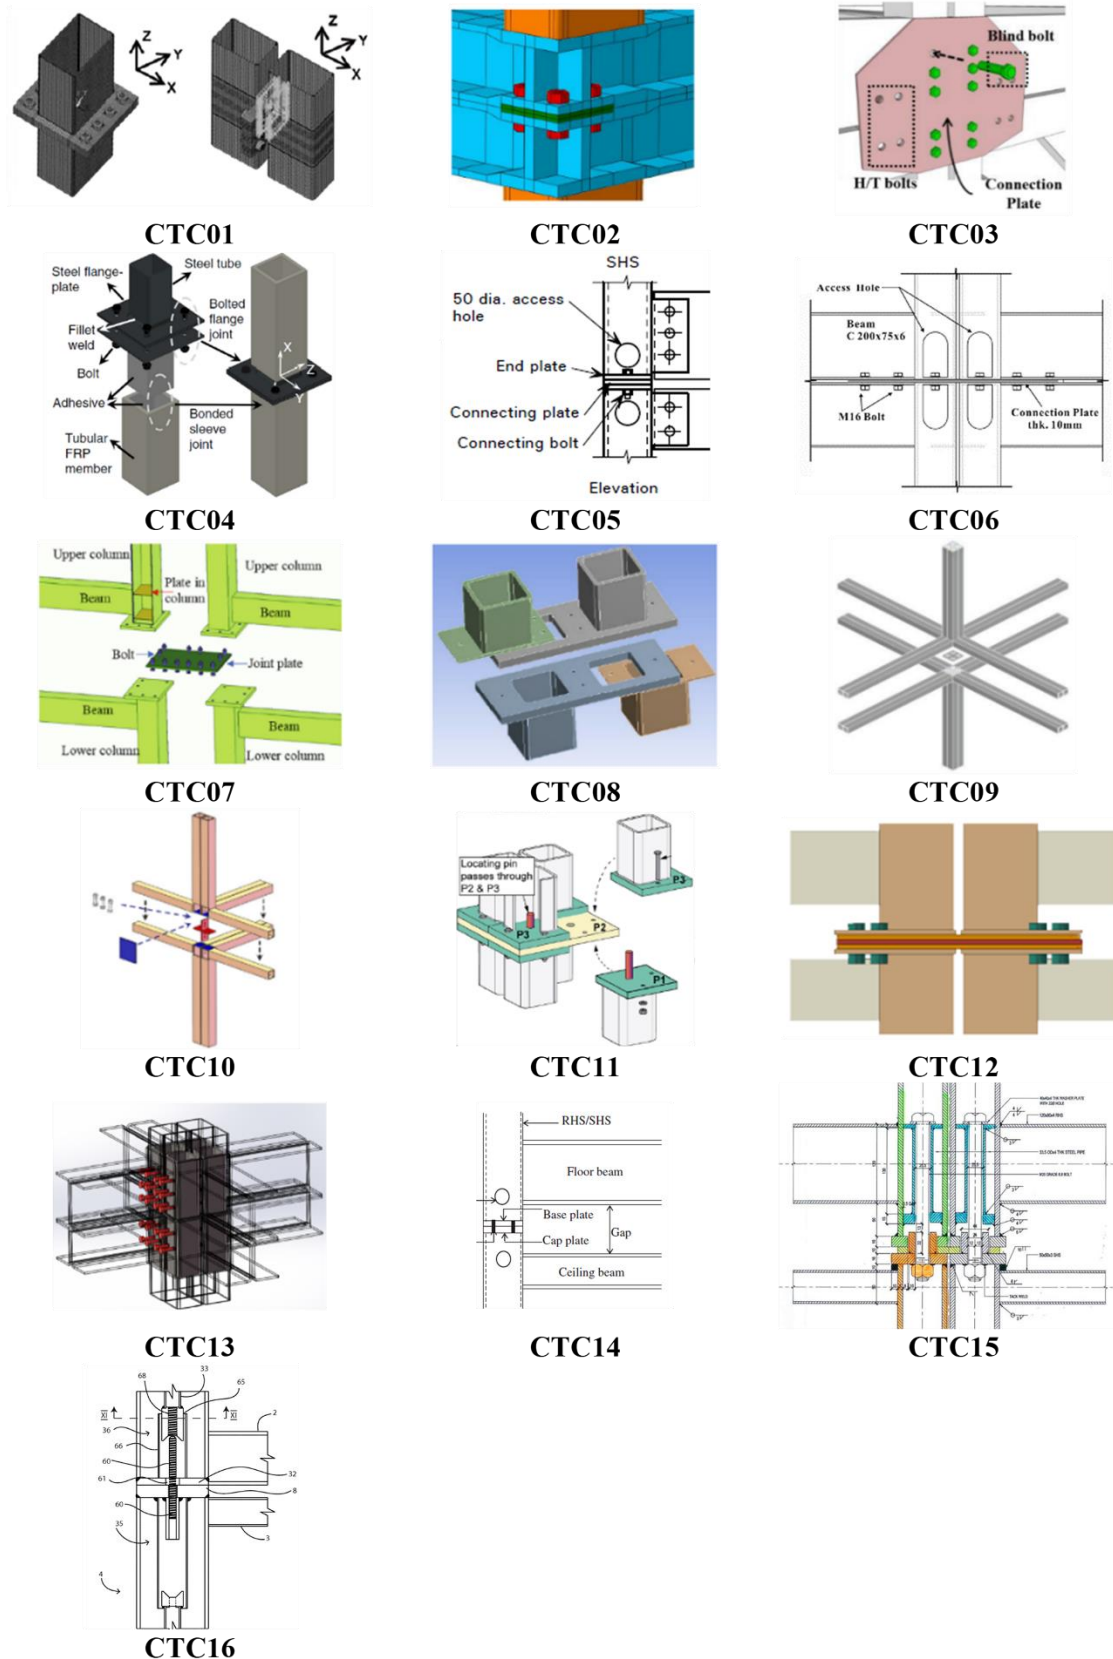 Z
Y
X
Z
Y
X
Blind bolt
H/T bolts
Connection
Plate
CTC01
CTC02
CTC03
Steel flange-
plate
Steel tube
Bolted
flange
joint
Fillet
weld
Bolt
Adhesive
Bonded
sleeve
joint
Tubular
FRP
member
X
Z
Y
SHS
50 dia. access
hole
End plate
Connecting plate
Connecting bolt
Elevation
Access Hole
Beam
C 200x75x6
M16 Bolt
Connection Plate
thk. 10mm
CTC04
CTC05
CTC06
Upper column
Upper column
Plate in
column
Beam
Beam
Bolt
Joint plate
Beam
Beam
Lower column
Lower column
CTC07
CTC08
CTC09
Locating pin
passes through
P2 & P3
P3
P3
P2
P1
CTC10
CTC11
CTC12
RHS/SHS
Floor beam
Base plate
Gap
Cap plate
Ceiling beam
TACK WELD
CTC13
CTC14
CTC15
68
33
65
XI
XI
2
36
66
60
61
32
8
60
35
3
4
CTC16